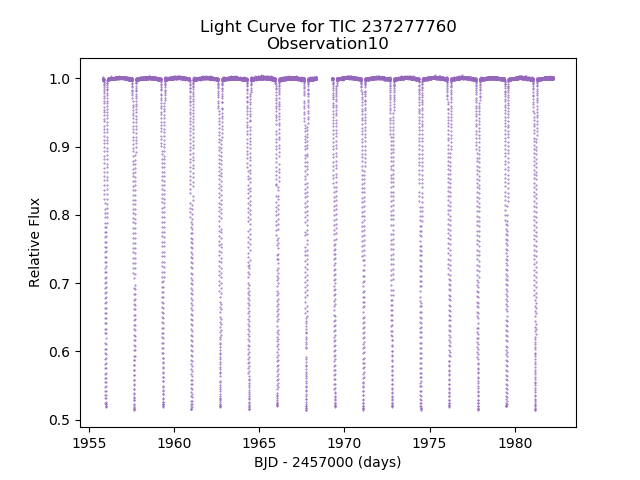 Light Curve for TIC 237277760
Observation10
1.0
0.9
0.8
0.7
0.6
0.5
Relative Flux
1955 1960 1965 1970 1975 1980
BJD - 2457000 (days)